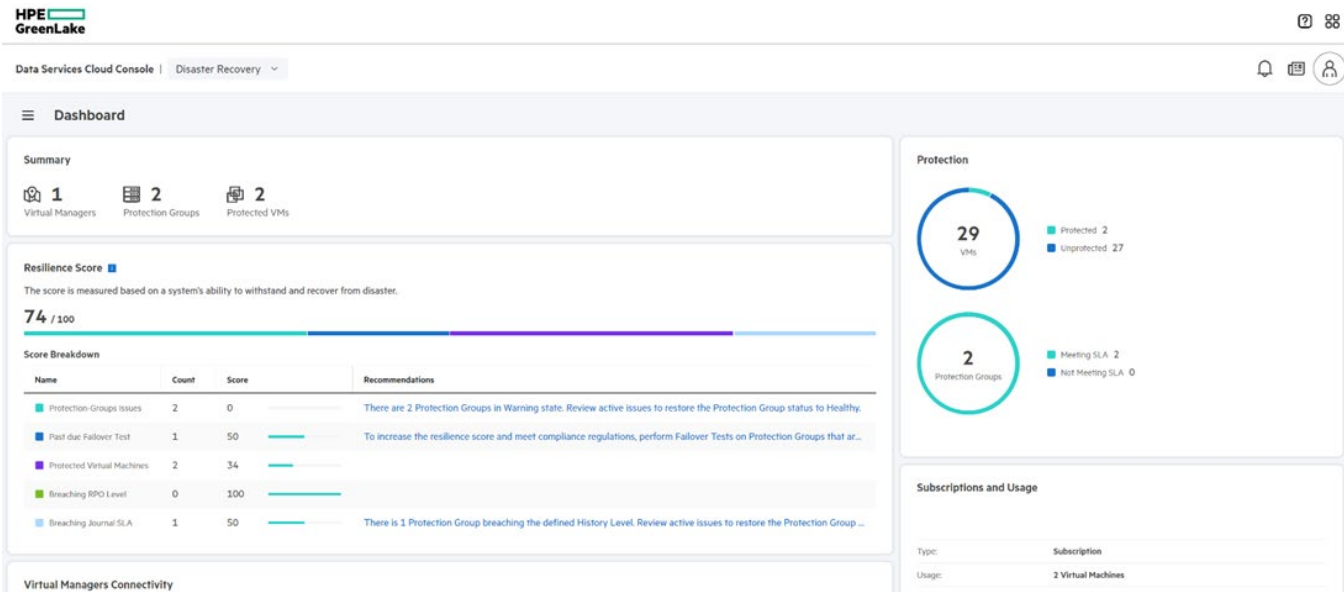 HPE
GreenLake
Data Services Cloud Console | Disaster Recovery
Dashboard
Summary
1 2 2
Virtual Managers Protection Groups Protected VMs
Resilience Score
The score is measured based on a system's ability to withstand and recover from disaster.
74 / 100
Score Breakdown
Name Count Score Recommendations
Protection-Groups issues 2 0 There are 2 Protection Groups in Warning state. Review active issues to restore the Protection Group status to Healthy.
Past due Failover Test 1 50 To increase the resilience score and meet compliance regulations, perform Failover Tests on Protection Groups that ar...
Protected Virtual Machines 2 34
Breaching RPO Level 0 100
Breaching Journal SLA 1 50 There is 1 Protection Group breaching the defined History Level. Review active issues to restore the Protection Group ...
Virtual Managers Connectivity
Protection
29
VMs
Protected 2
Unprotected 27
2
Protection Groups
Meeting SLA 2
Not Meeting SLA 0
Subscriptions and Usage
Type: Subscription
Usage: 2 Virtual Machines